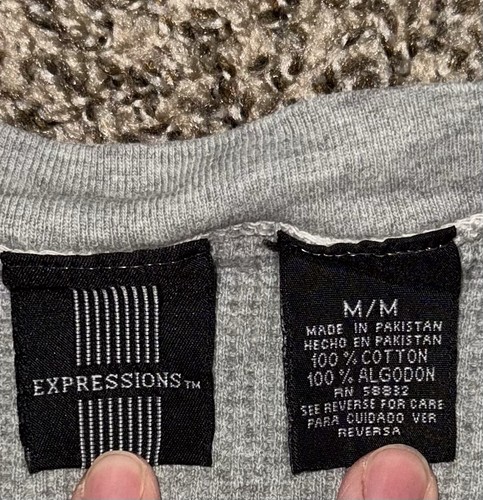 EXPRESSIONS™
M/M
MADE IN PAKISTAN
HECHO EN PAKISTAN
100 % COTTON
100 % ALGODON
RN 58832
SEE REVERSE FOR CARE
PARA CUIDADO VER
REVERSA